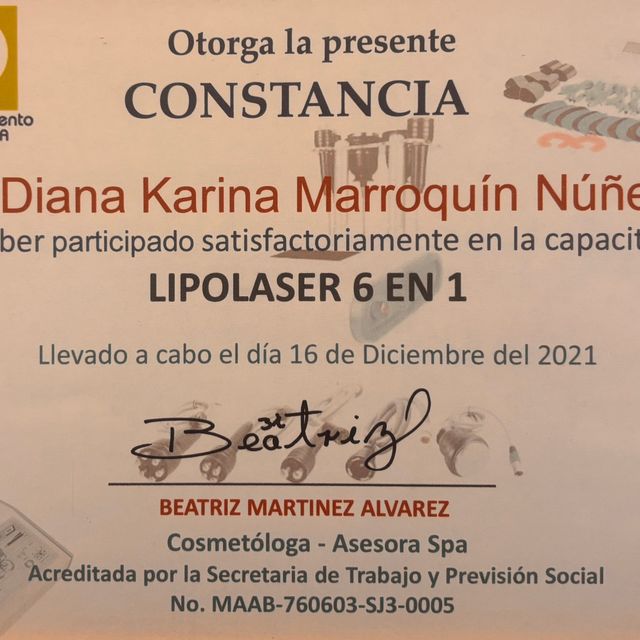 ento
A
Otorga la presente
CONSTANCIA
Diana Karina Marroquín Núñe
ber participado satisfactoriamente en la capacit
LIPOLASER 6 EN 1
Llevado a cabo el día 16 de Diciembre del 2021
Beatriz
BEATRIZ MARTINEZ ALVAREZ
Cosmetóloga - Asesora Spa
Acreditada por la Secretaria de Trabajo y Previsión Social
No. MAAB-760603-SJ3-0005